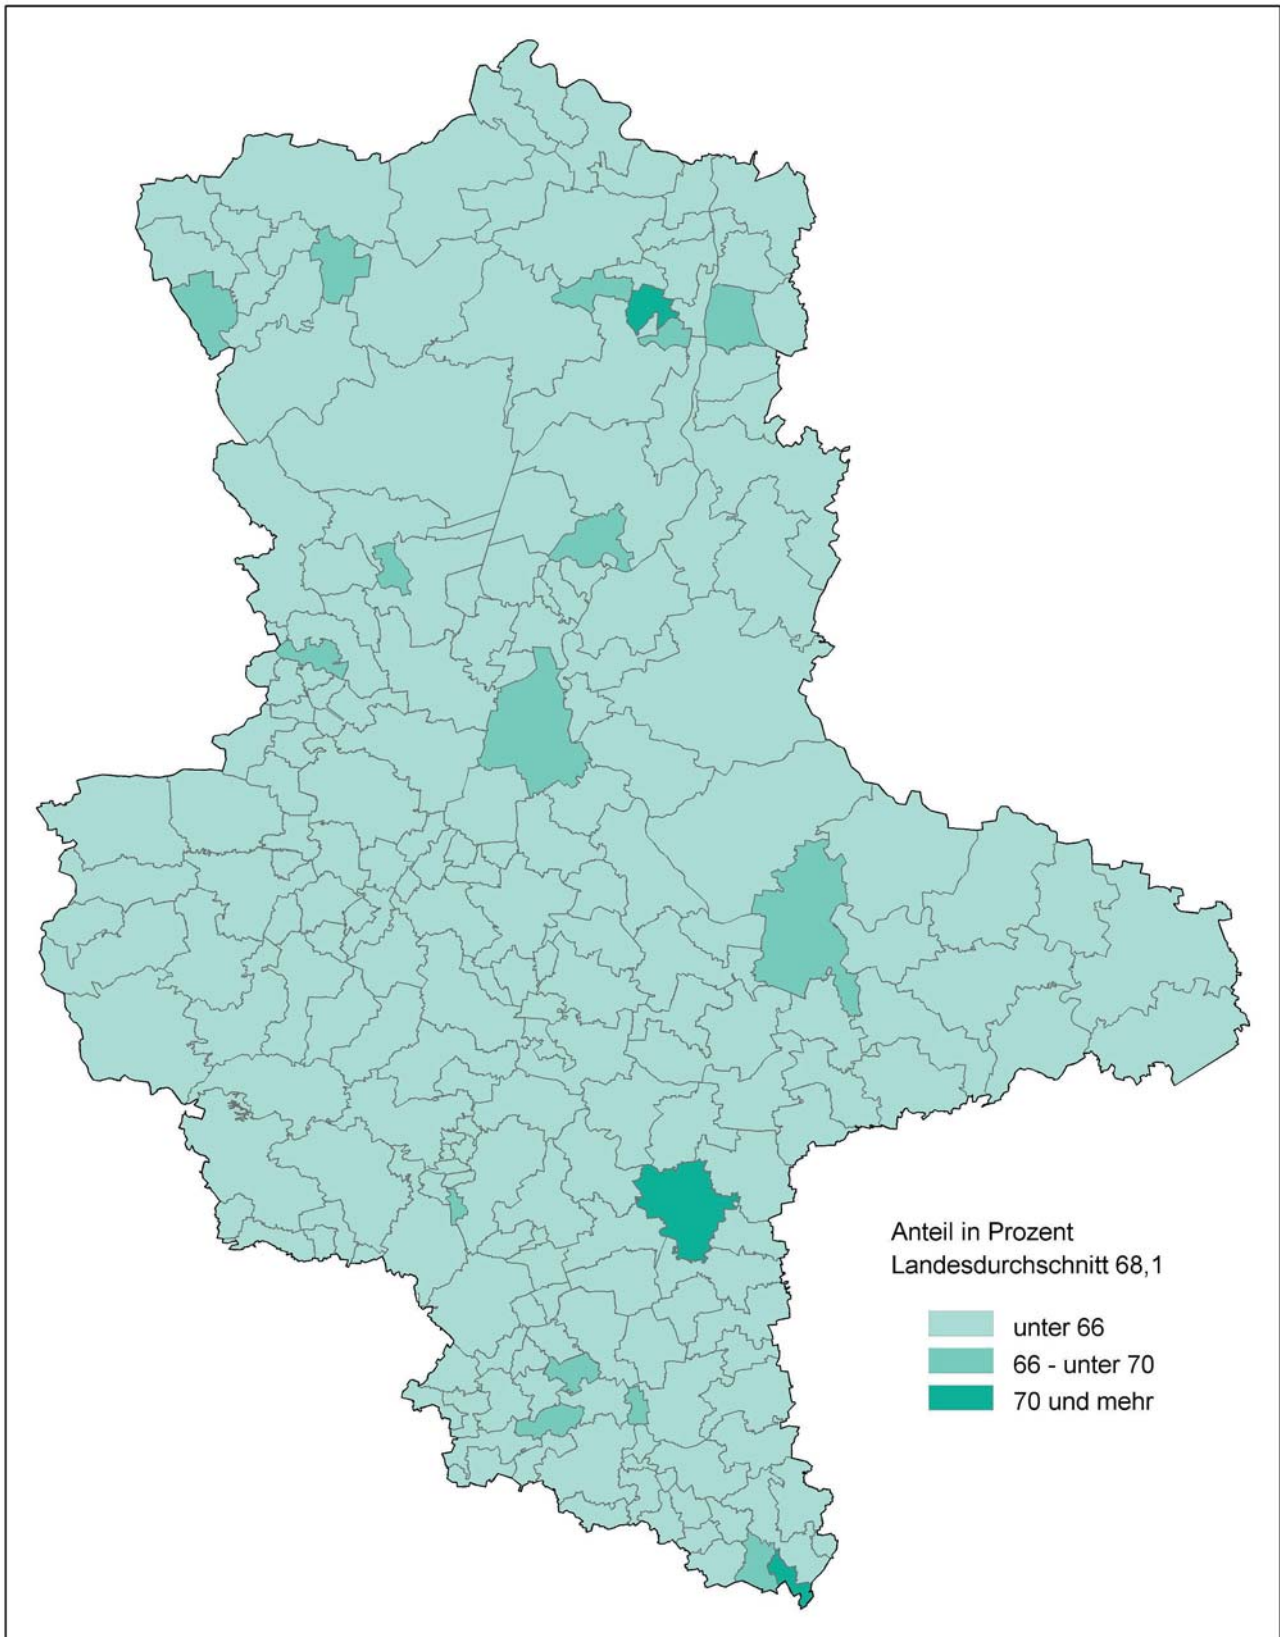 Anteil in Prozent
Landesdurchschnitt 68,1
unter 66
66 - unter 70
70 und mehr